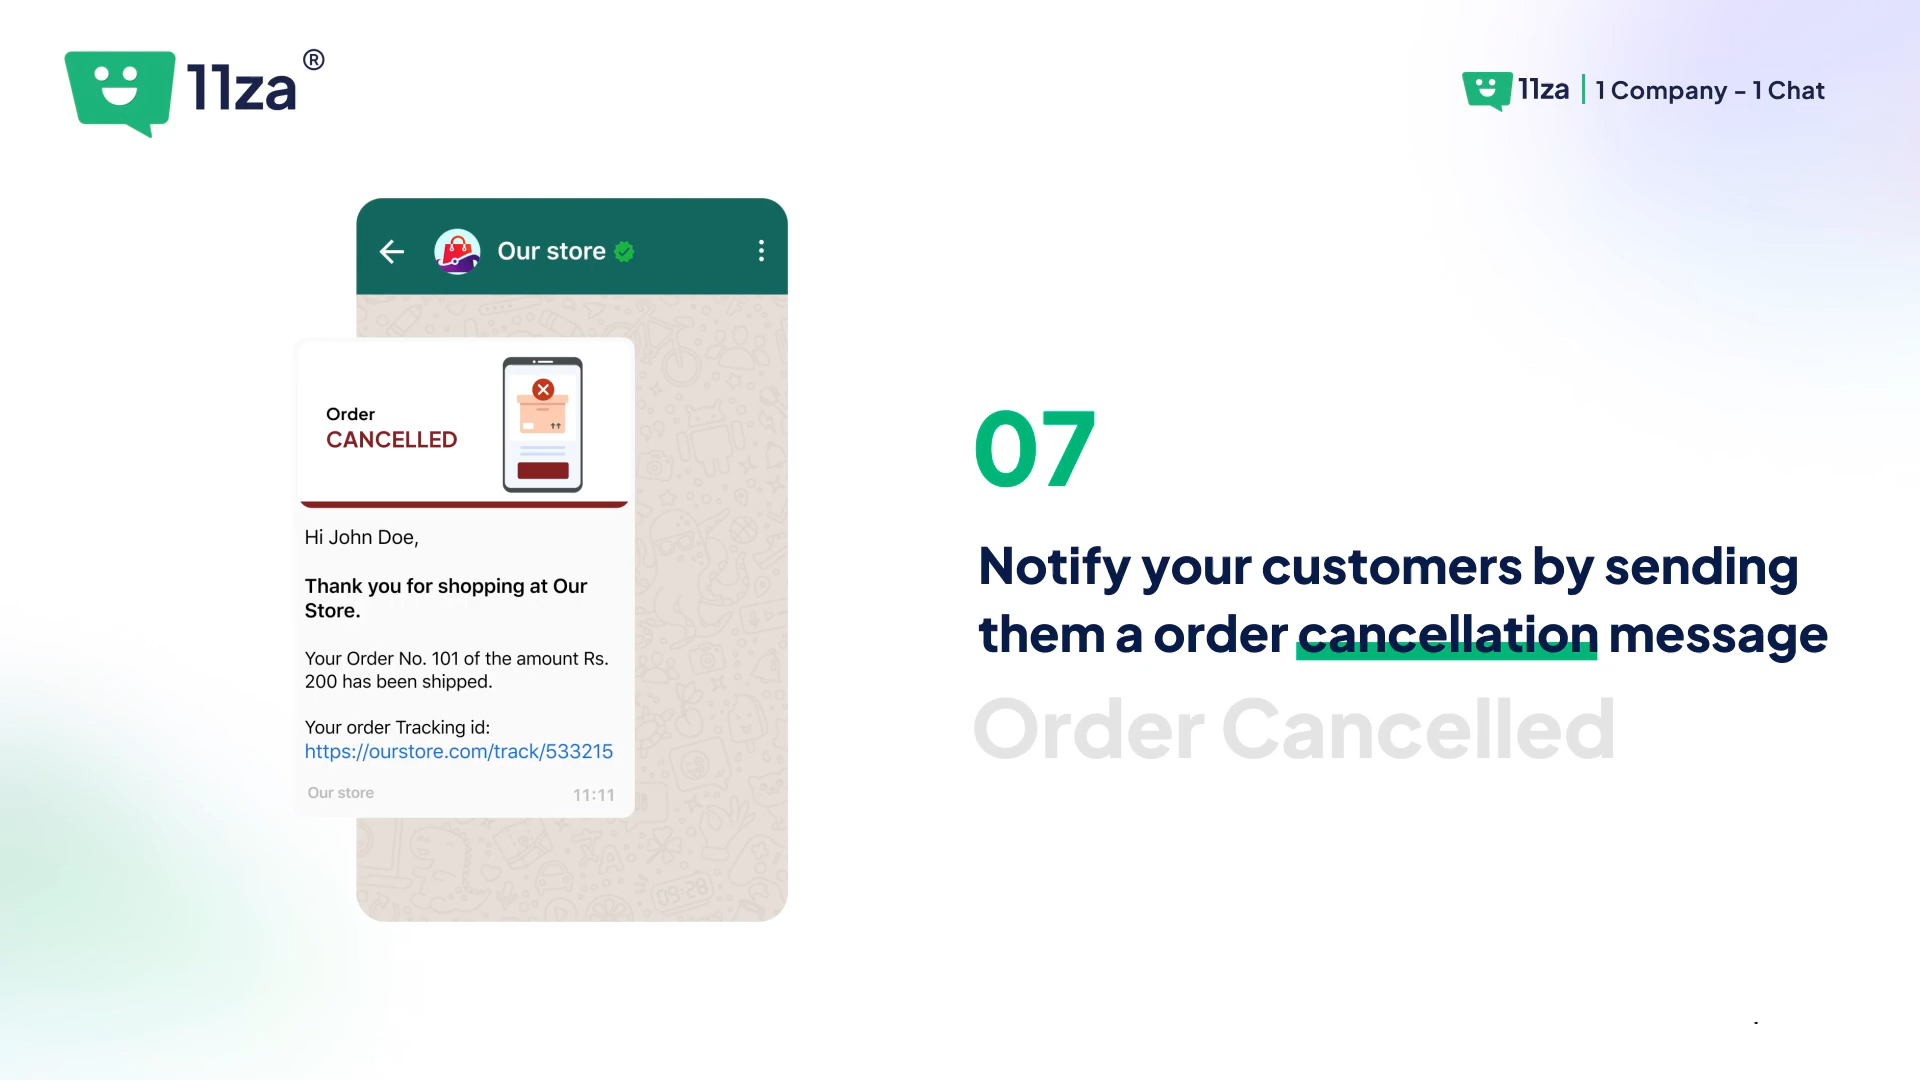 11za®
11za | 1 Company - 1 Chat
Our store
Order
CANCELLED
Hi John Doe,
Thank you for shopping at Our
Store.
Your Order No. 101 of the amount Rs.
200 has been shipped.
Your order Tracking id:
https://ourstore.com/track/533215
Our store
11:11
09:28
07
Notify your customers by sending
them a order cancellation message
Order Cancelled